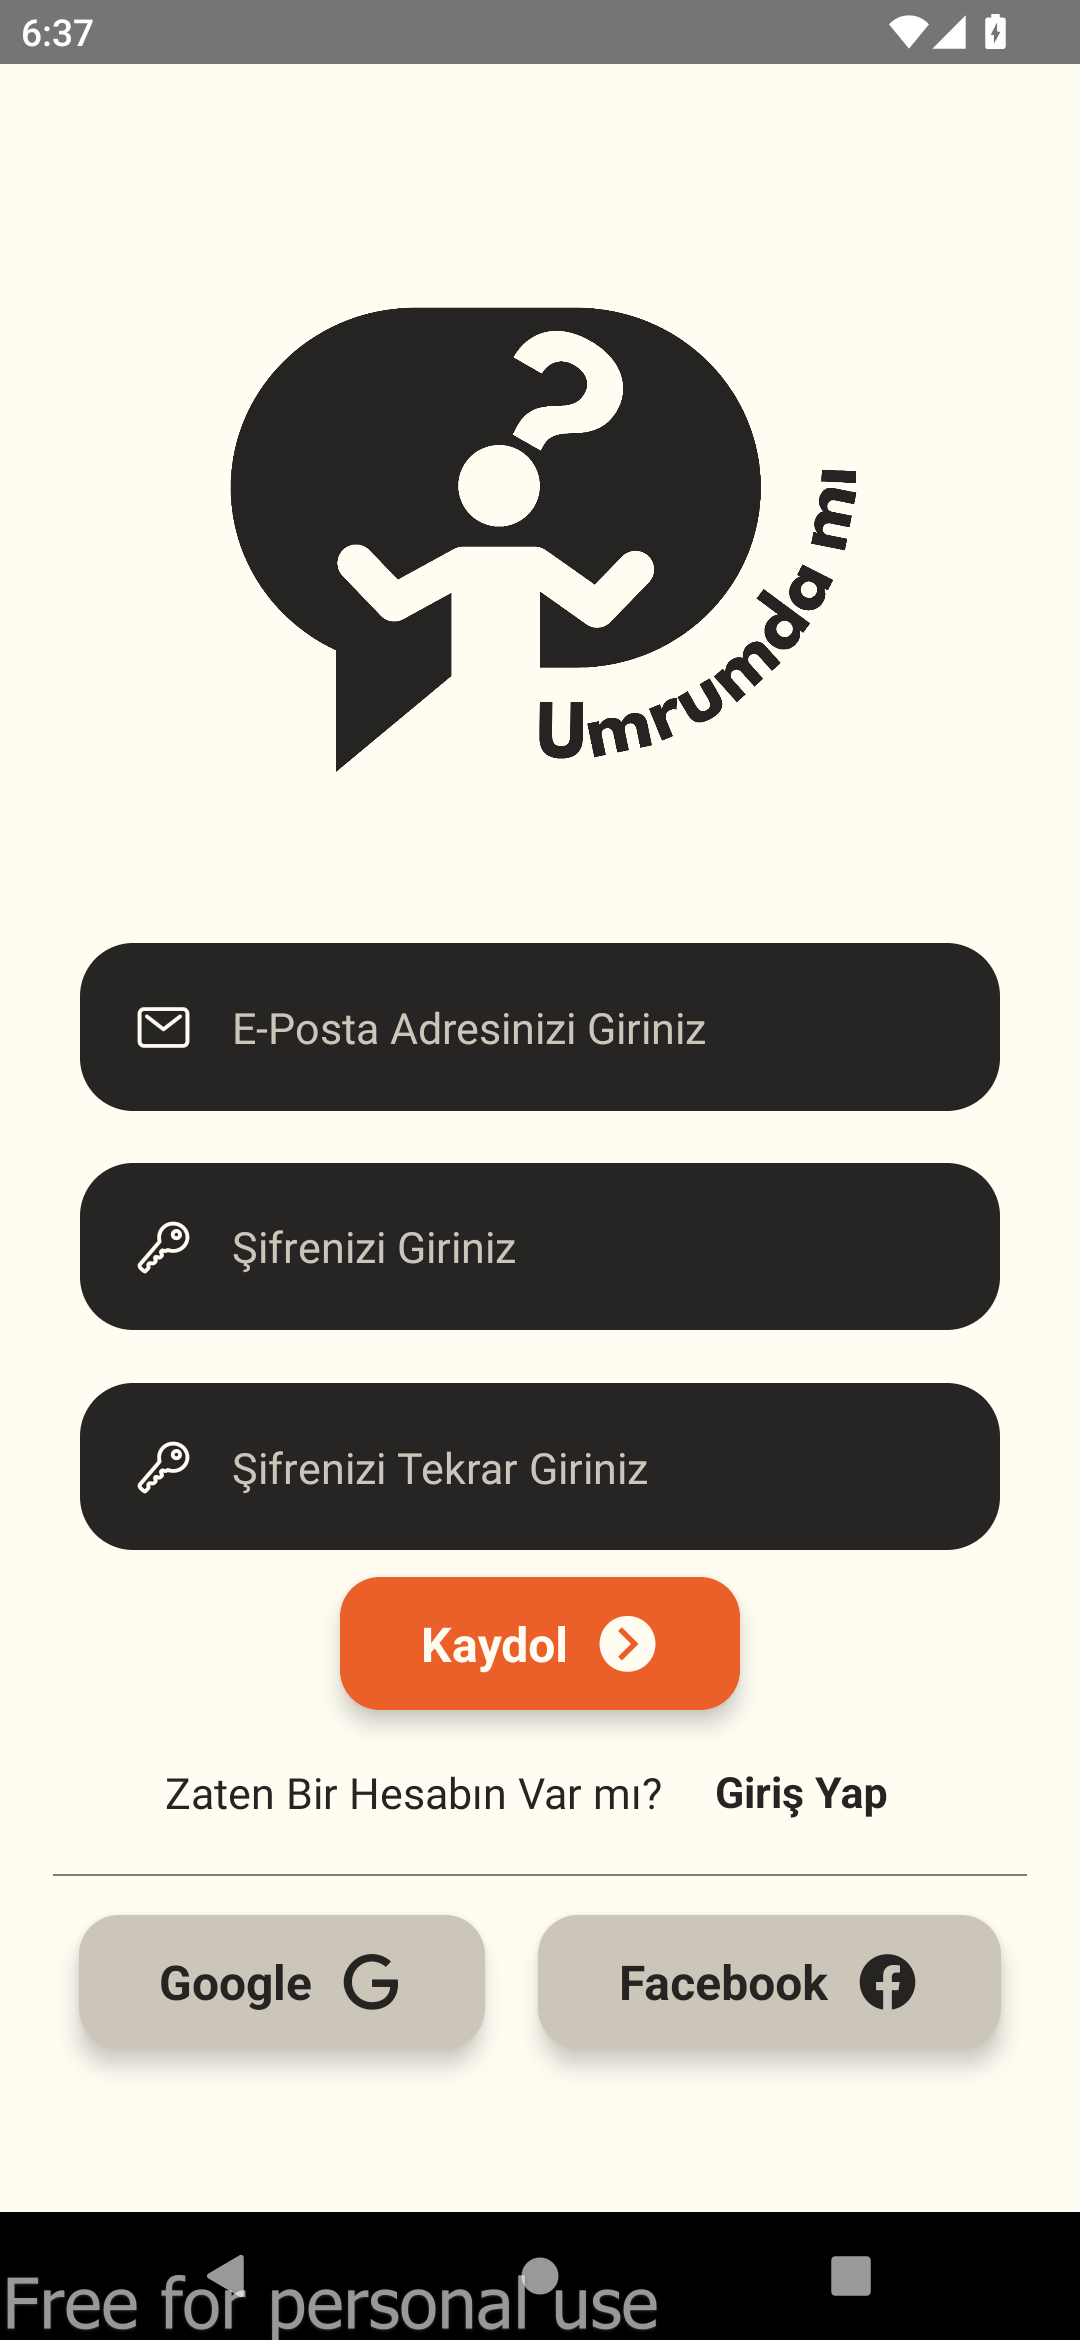 6:37
Umrumda mı
E-Posta Adresinizi Giriniz
Şifrenizi Giriniz
Şifrenizi Tekrar Giriniz
Kaydol
Zaten Bir Hesabın Var mı? Giriş Yap
Google
Facebook
Free for personal use